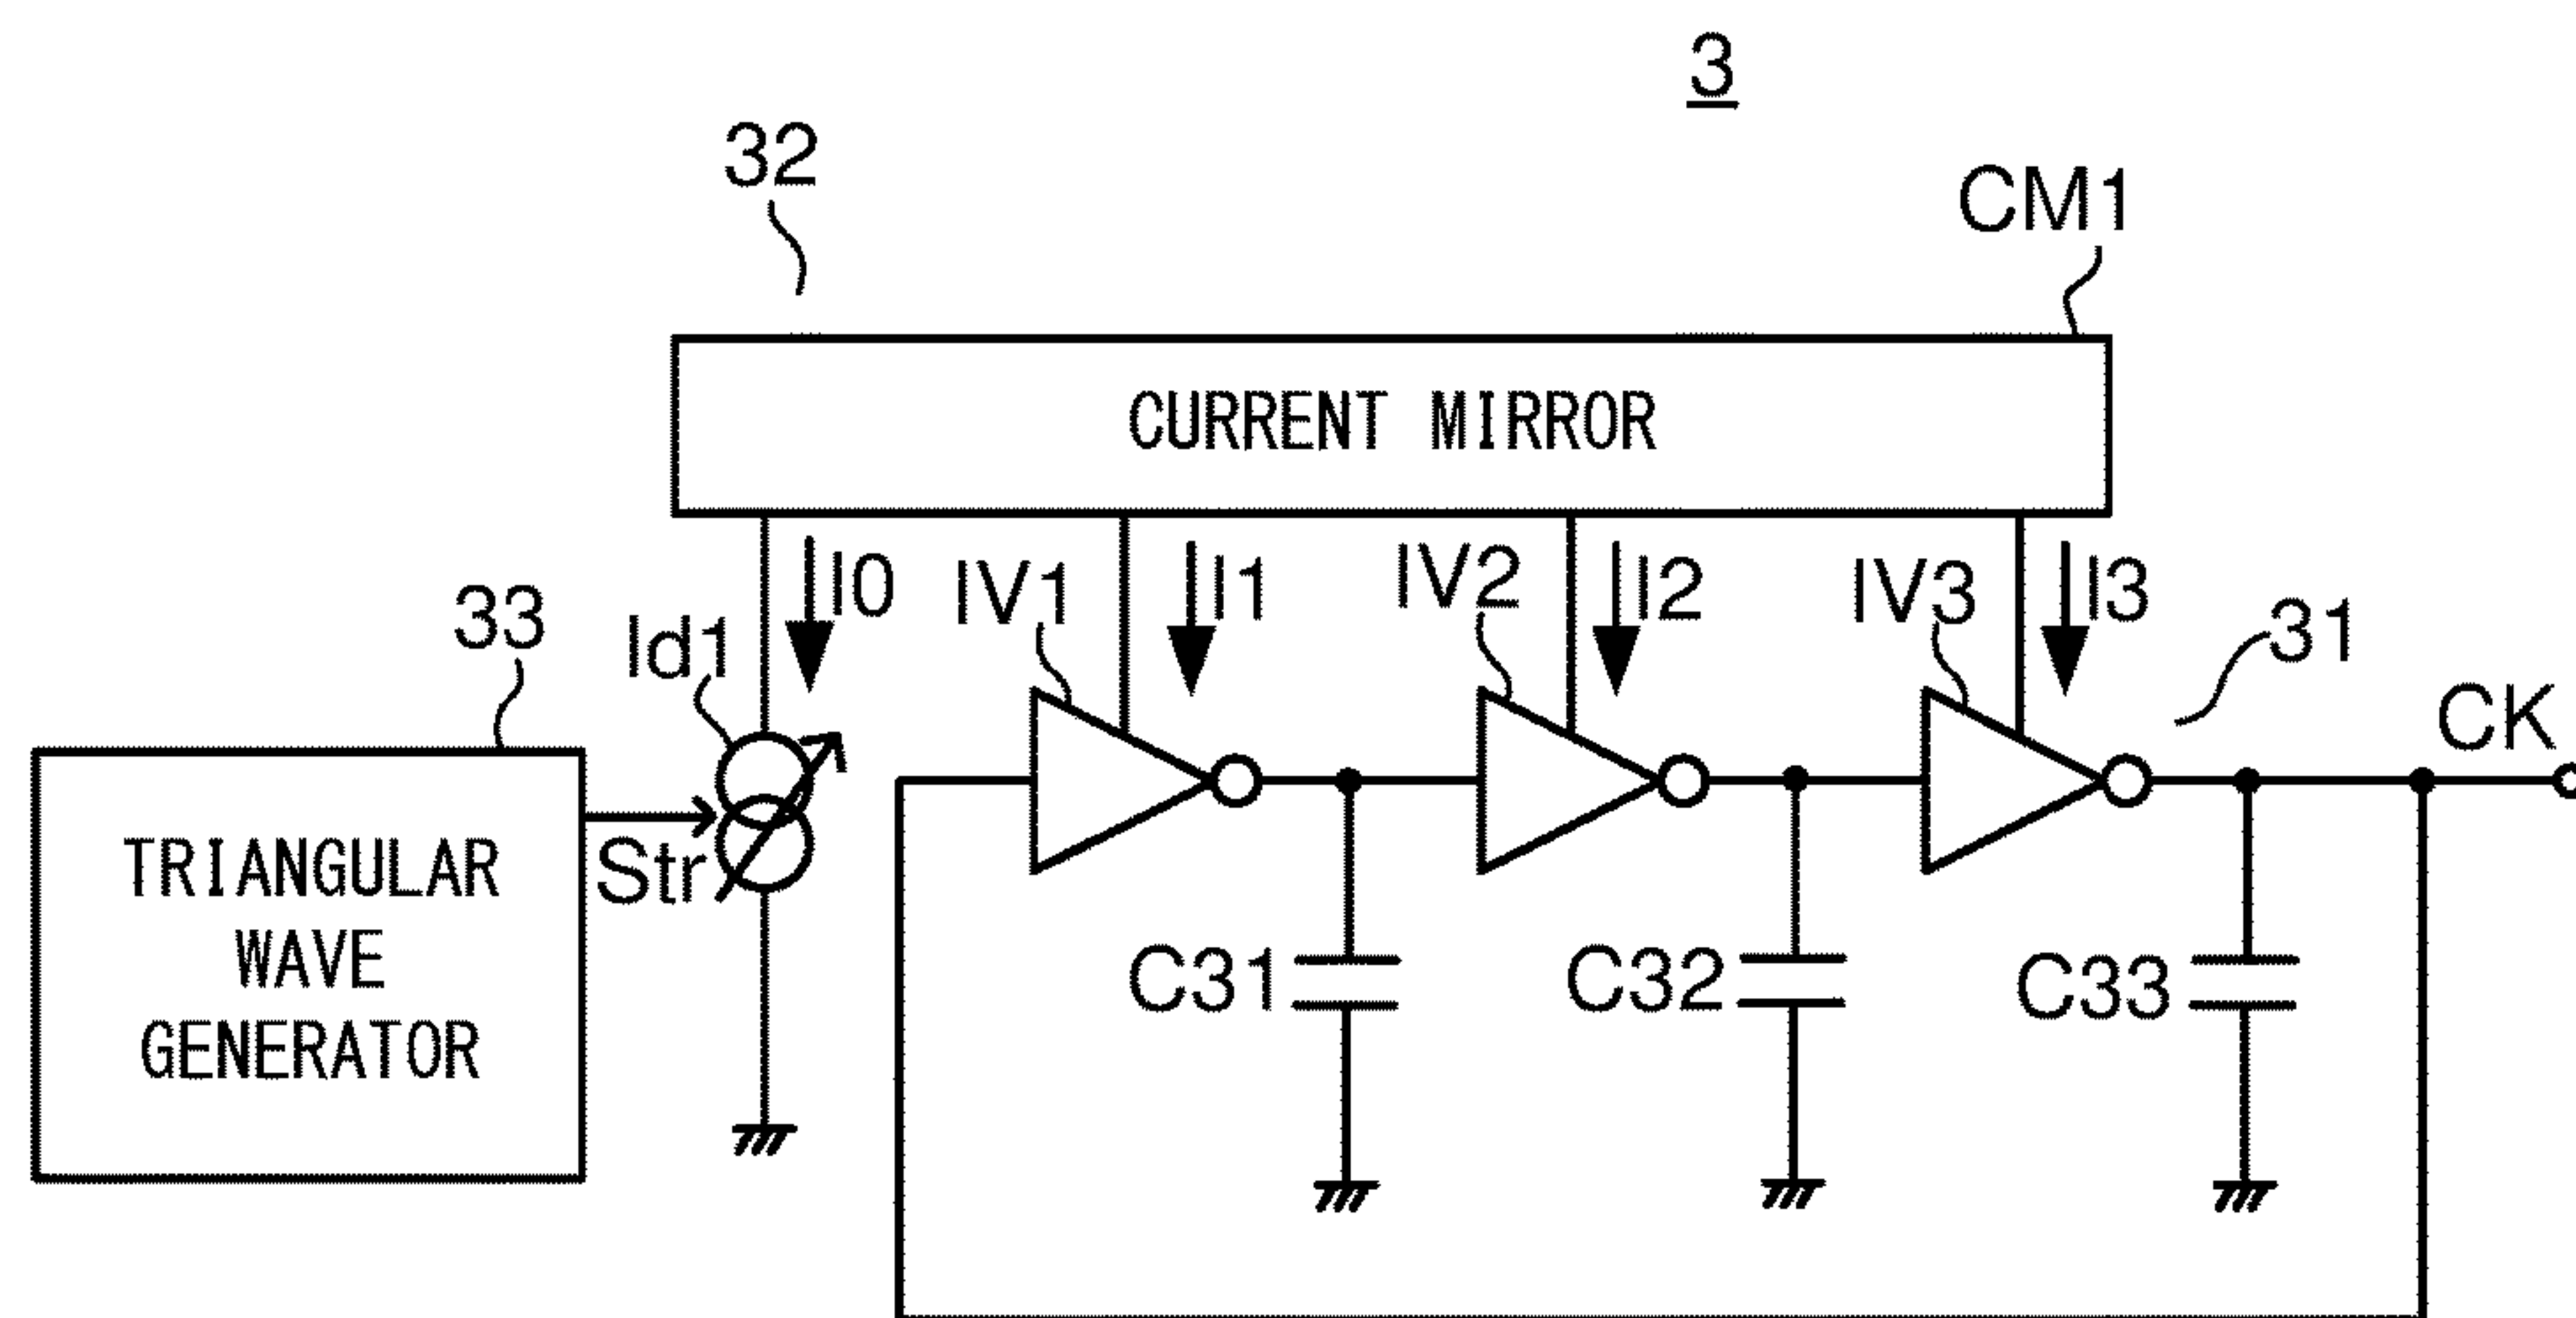 3
32
CM1
CURRENT MIRROR
33
Id1
I0
IV1
I1
IV2
I2
IV3
I3
31
CK
Str
TRIANGULAR
WAVE
GENERATOR
C31
C32
C33